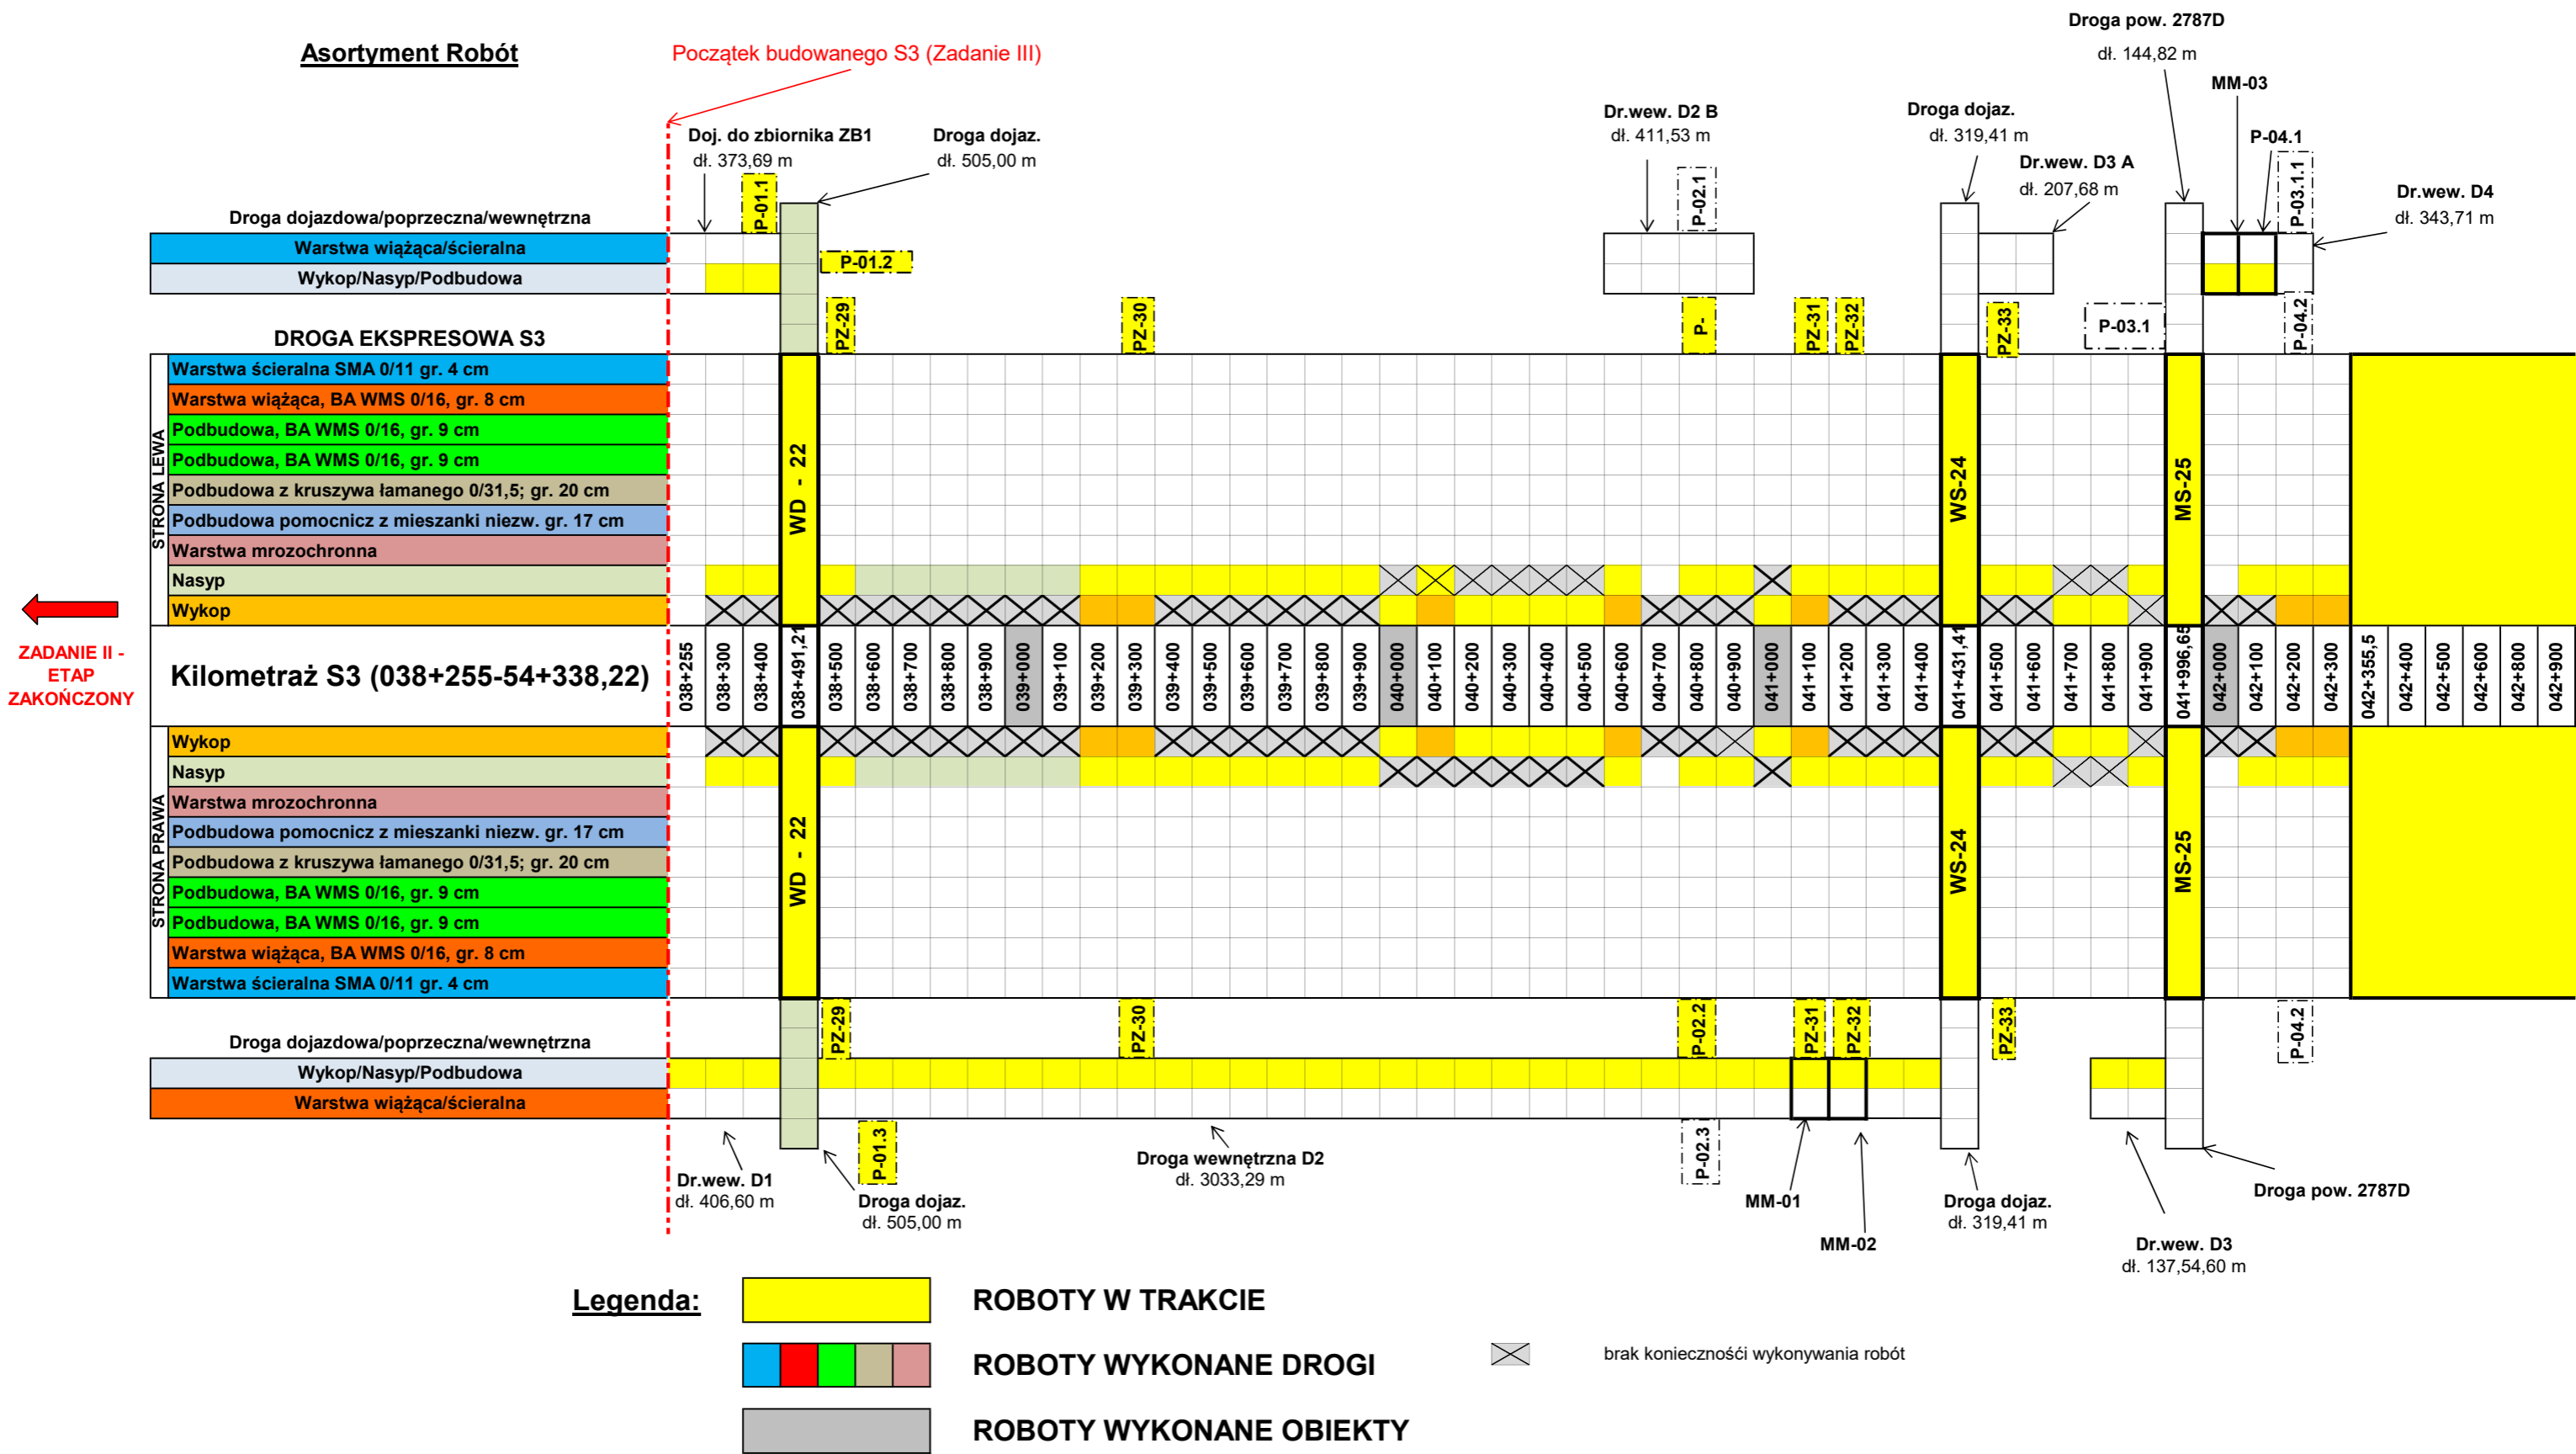 Asortyment Robót
Początek budowanego S3 (Zadanie III)
Droga pow. 2787D
dł. 144,82 m
MM-03
P-04.1
P-03.1.1
Dr.wew. D4
dł. 343,71 m
Doj. do zbiornika ZB1
dł. 373,69 m
P-01.1
Droga dojaz.
dł. 505,00 m
Dr.wew. D2 B
dł. 411,53 m
P-02.1
Droga dojaz.
dł. 319,41 m
Dr.wew. D3 A
dł. 207,68 m
Droga dojazdowa/poprzeczna/wewnętrzna
Warstwa wiążąca/ścieralna
Wykop/Nasyp/Podbudowa
P-01.2
PZ-29
PZ-30
P-
PZ-31
PZ-32
PZ-33
P-03.1
P-04.2
DROGA EKSPRESOWA S3
STRONA LEWA
Warstwa ścieralna SMA 0/11 gr. 4 cm
Warstwa wiążąca, BA WMS 0/16, gr. 8 cm
Podbudowa, BA WMS 0/16, gr. 9 cm
Podbudowa, BA WMS 0/16, gr. 9 cm
Podbudowa z kruszywa łamanego 0/31,5; gr. 20 cm
Podbudowa pomocnicz z mieszanki niezw. gr. 17 cm
Warstwa mrozochronna
Nasyp
Wykop
WD - 22
WS-24
MS-25
ZADANIE II -
ETAP
ZAKOŃCZONY
Kilometraż S3 (038+255-54+338,22)
038+255
038+300
038+400
038+491,21
038+500
038+600
038+700
038+800
038+900
039+000
039+100
039+200
039+300
039+400
039+500
039+600
039+700
039+800
039+900
040+000
040+100
040+200
040+300
040+400
040+500
040+600
040+700
040+800
040+900
041+000
041+100
041+200
041+300
041+400
041+431,41
041+500
041+600
041+700
041+800
041+900
041+996,65
042+000
042+100
042+200
042+300
042+355,5
042+400
042+500
042+600
042+800
042+900
STRONA PRAWA
Wykop
Nasyp
Warstwa mrozochronna
Podbudowa pomocnicz z mieszanki niezw. gr. 17 cm
Podbudowa z kruszywa łamanego 0/31,5; gr. 20 cm
Podbudowa, BA WMS 0/16, gr. 9 cm
Podbudowa, BA WMS 0/16, gr. 9 cm
Warstwa wiążąca, BA WMS 0/16, gr. 8 cm
Warstwa ścieralna SMA 0/11 gr. 4 cm
WD - 22
WS-24
MS-25
PZ-29
PZ-30
P-02.2
PZ-31
PZ-32
PZ-33
P-04.2
Droga dojazdowa/poprzeczna/wewnętrzna
Wykop/Nasyp/Podbudowa
Warstwa wiążąca/ścieralna
P-01.3
P-02.3
Dr.wew. D1
dł. 406,60 m
Droga dojaz.
dł. 505,00 m
Droga wewnętrzna D2
dł. 3033,29 m
MM-01
MM-02
Droga dojaz.
dł. 319,41 m
Droga pow. 2787D
Dr.wew. D3
dł. 137,54,60 m
Legenda:
ROBOTY W TRAKCIE
ROBOTY WYKONANE DROGI
brak koniecznośći wykonywania robót
ROBOTY WYKONANE OBIEKTY